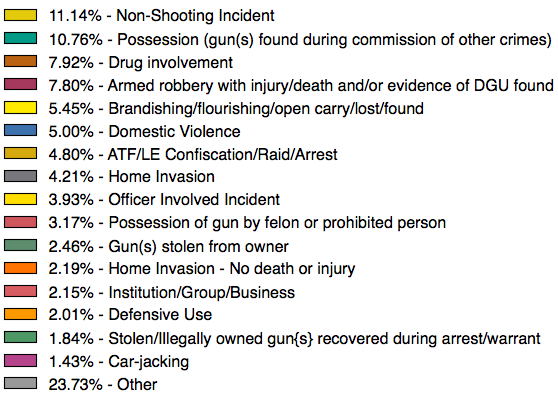 11.14% - Non-Shooting Incident
10.76% - Possession (gun(s) found during commission of other crimes)
7.92% - Drug involvement
7.80% - Armed robbery with injury/death and/or evidence of DGU found
5.45% - Brandishing/flourishing/open carry/lost/found
5.00% - Domestic Violence
4.80% - ATF/LE Confiscation/Raid/Arrest
4.21% - Home Invasion
3.93% - Officer Involved Incident
3.17% - Possession of gun by felon or prohibited person
2.46% - Gun(s) stolen from owner
2.19% - Home Invasion - No death or injury
2.15% - Institution/Group/Business
2.01% - Defensive Use
1.84% - Stolen/Illegally owned gun{s} recovered during arrest/warrant
1.43% - Car-jacking
23.73% - Other